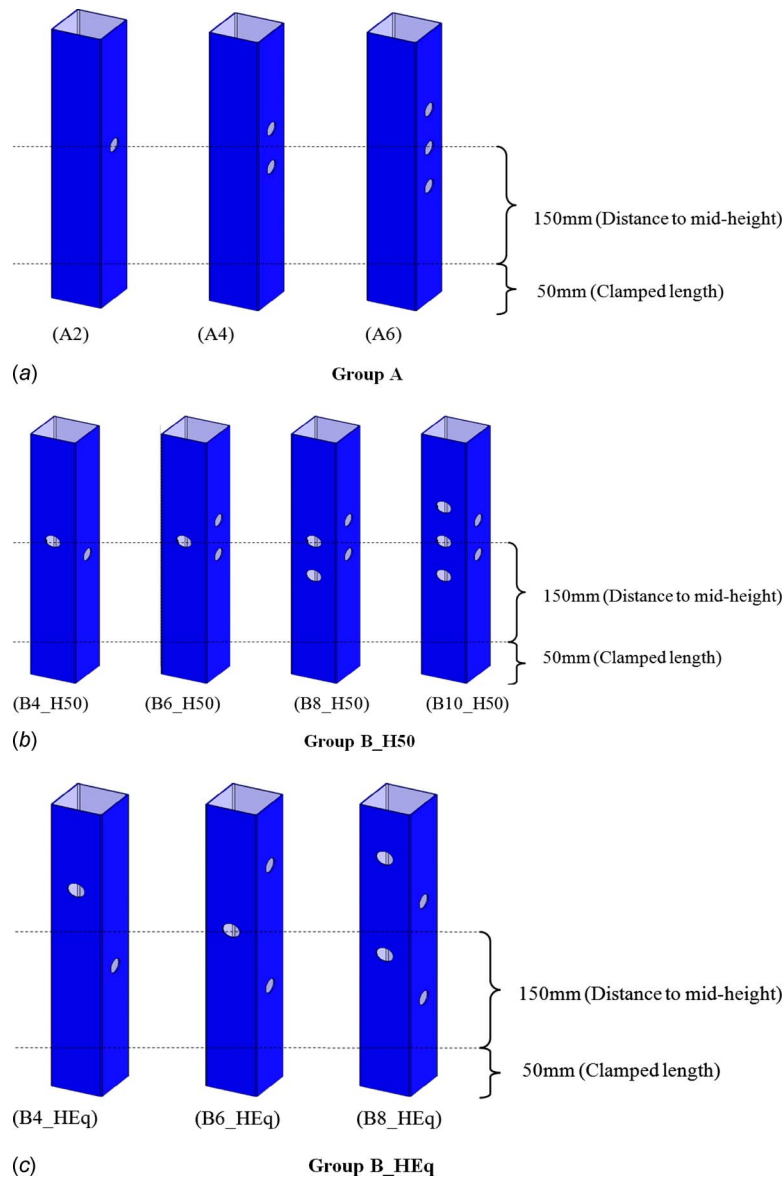 150mm (Distance to mid-height)
50mm (Clamped length)
(A2) (A4) (A6)
(a) Group A
150mm (Distance to mid-height)
50mm (Clamped length)
(B4_H50) (B6_H50) (B8_H50) (B10_H50)
(b) Group B_H50
150mm (Distance to mid-height)
50mm (Clamped length)
(B4_HEq) (B6_HEq) (B8_HEq)
(c) Group B_HEq